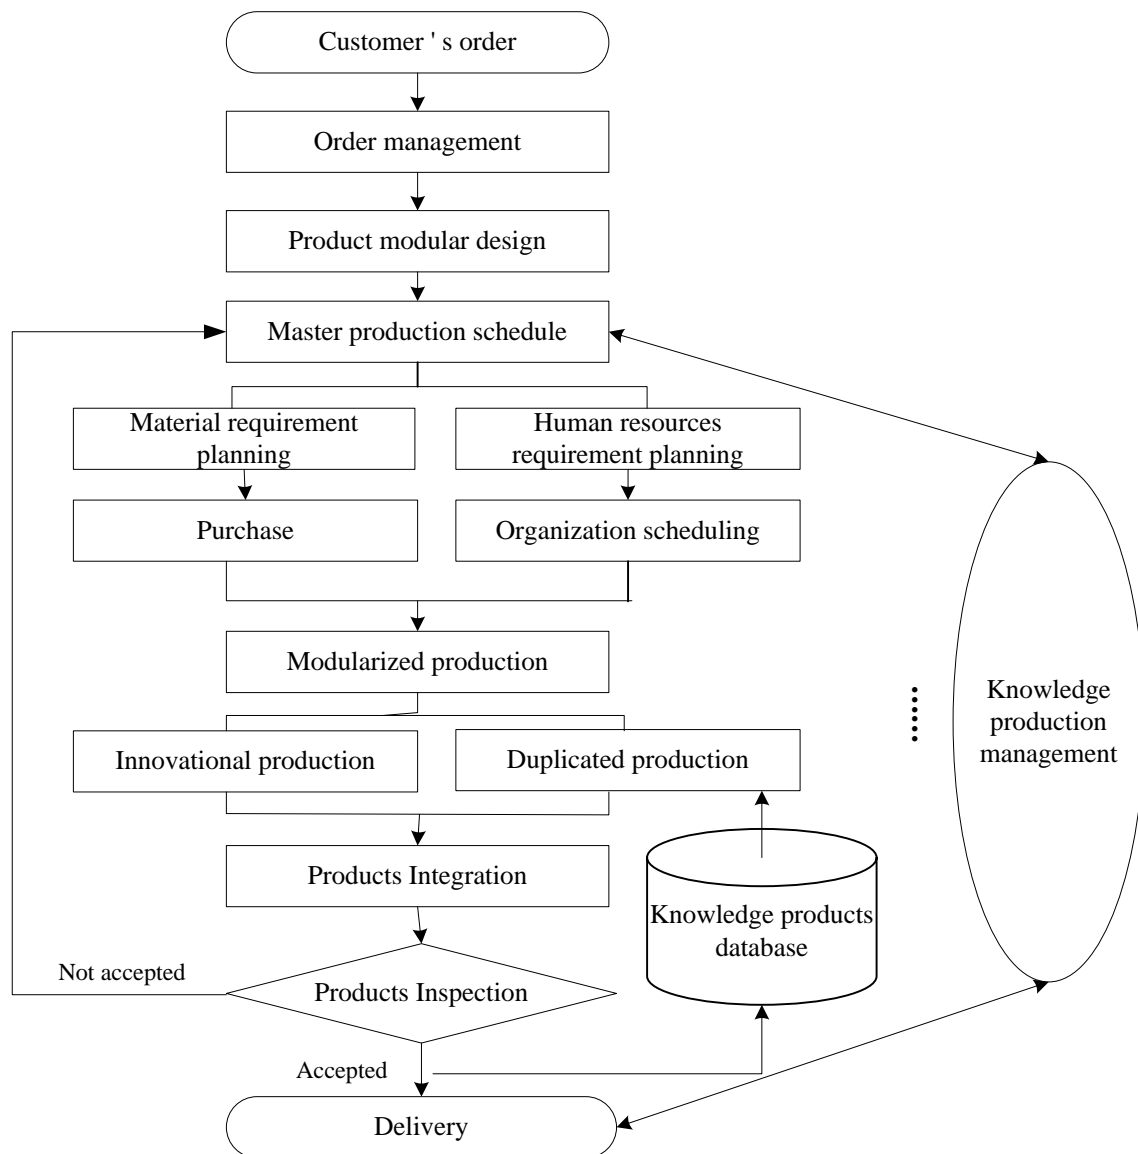 Customer ' s order
Order management
Product modular design
Master production schedule
Material requirement
planning
Human resources
requirement planning
Purchase
Organization scheduling
Modularized production
Innovational production
Duplicated production
Knowledge
production
management
Products Integration
Knowledge products
database
Not accepted
Products Inspection
Accepted
Delivery